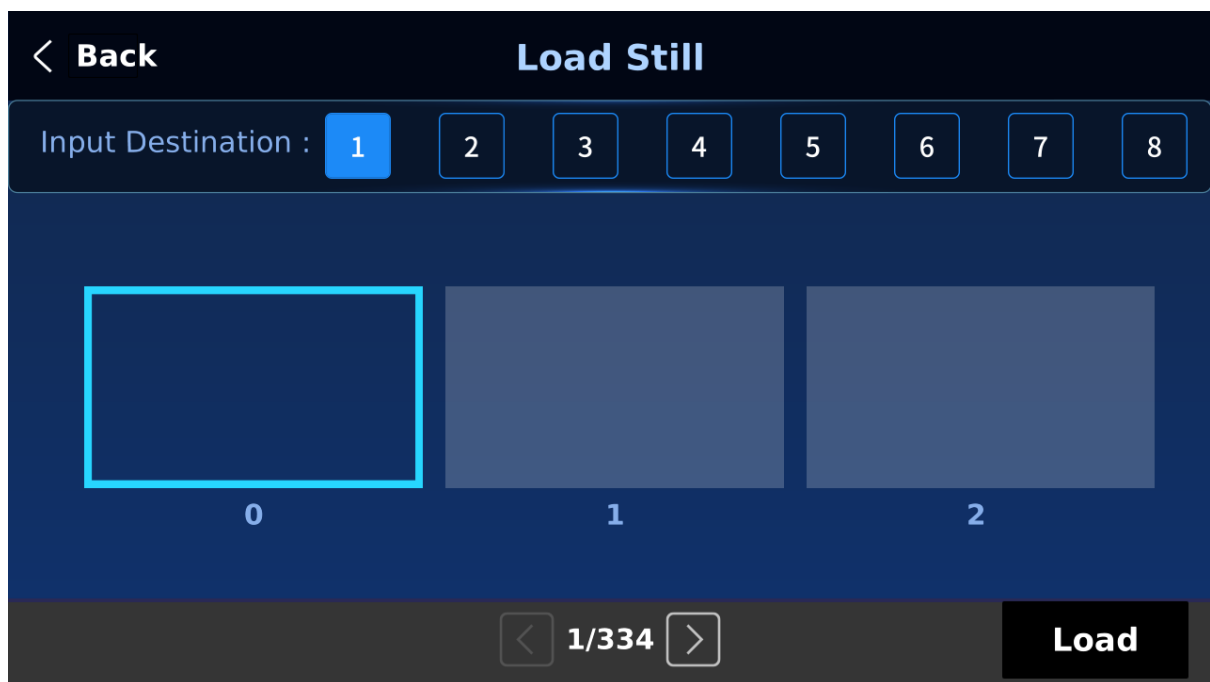 Back
Load Still
Input Destination : 1 2 3 4 5 6 7 8
0 1 2
1/334
Load